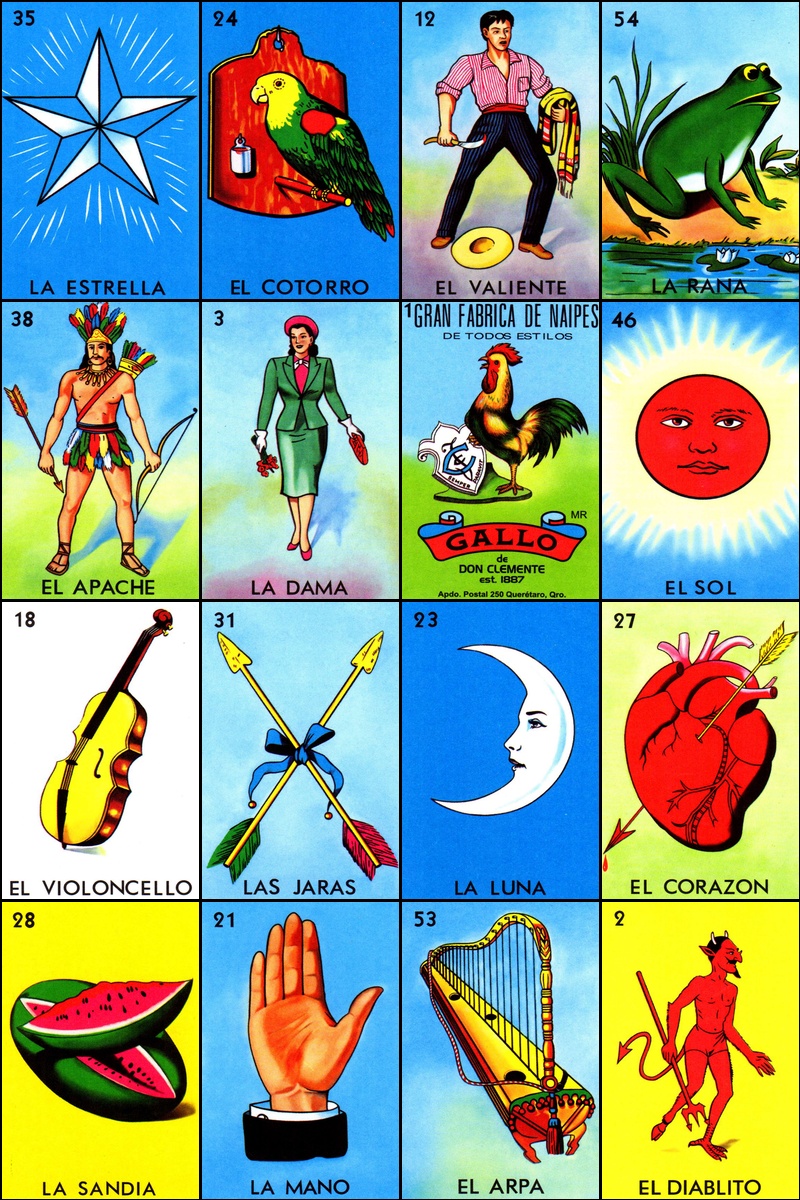 35
LA ESTRELLA
24
EL COTORRO
12
EL VALIENTE
54
LA RANA
38
EL APACHE
3
LA DAMA
1
GRAN FABRICA DE NAIPES
DE TODOS ESTILOS
SEMPER
GALLO
MR
de
DON CLEMENTE
est. 1887
Apdo. Postal 250 Querétaro, Qro.
46
EL SOL
18
EL VIOLONCELLO
31
LAS JARAS
23
LA LUNA
27
EL CORAZON
28
LA SANDIA
21
LA MANO
53
EL ARPA
2
EL DIABLITO